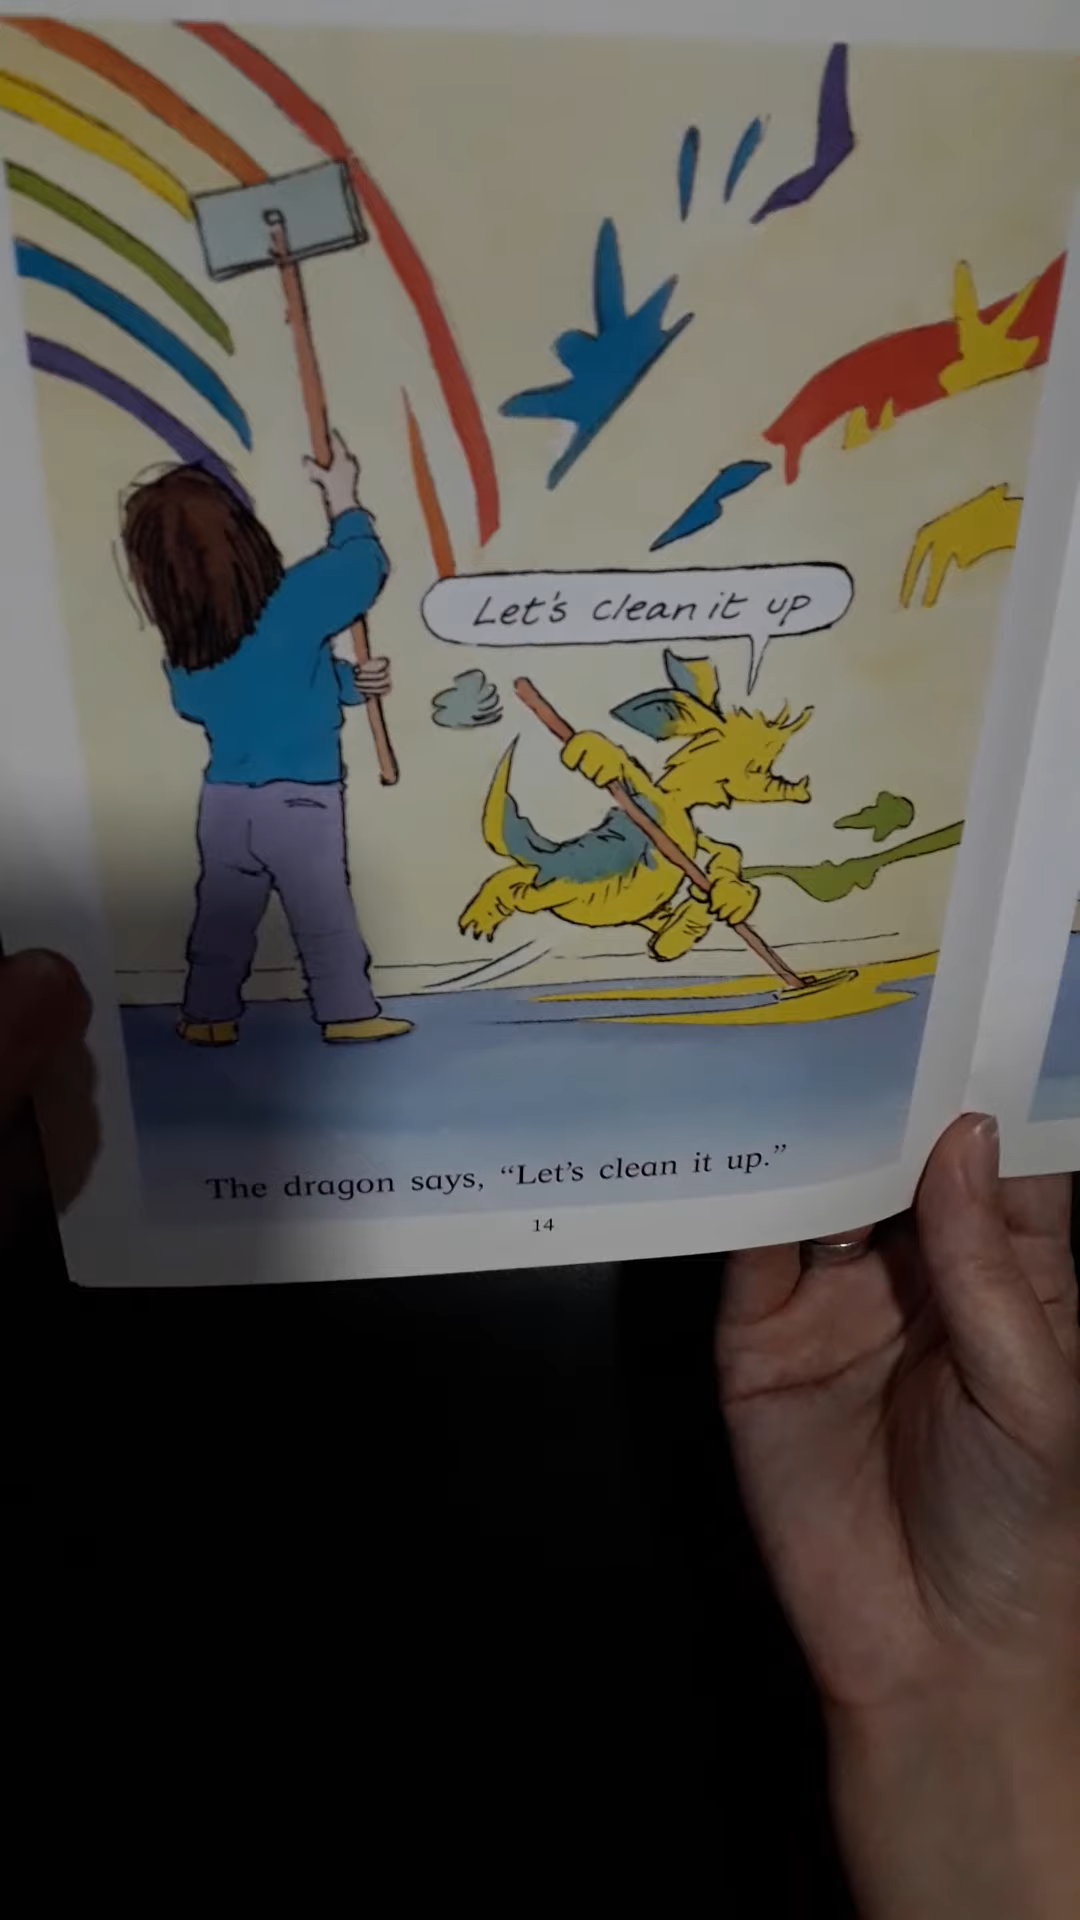 Let's clean it up
The dragon says, “Let’s clean it up.”
14